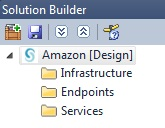 Solution Builder
Amazon [Design]
Infrastructure
Endpoints
Services